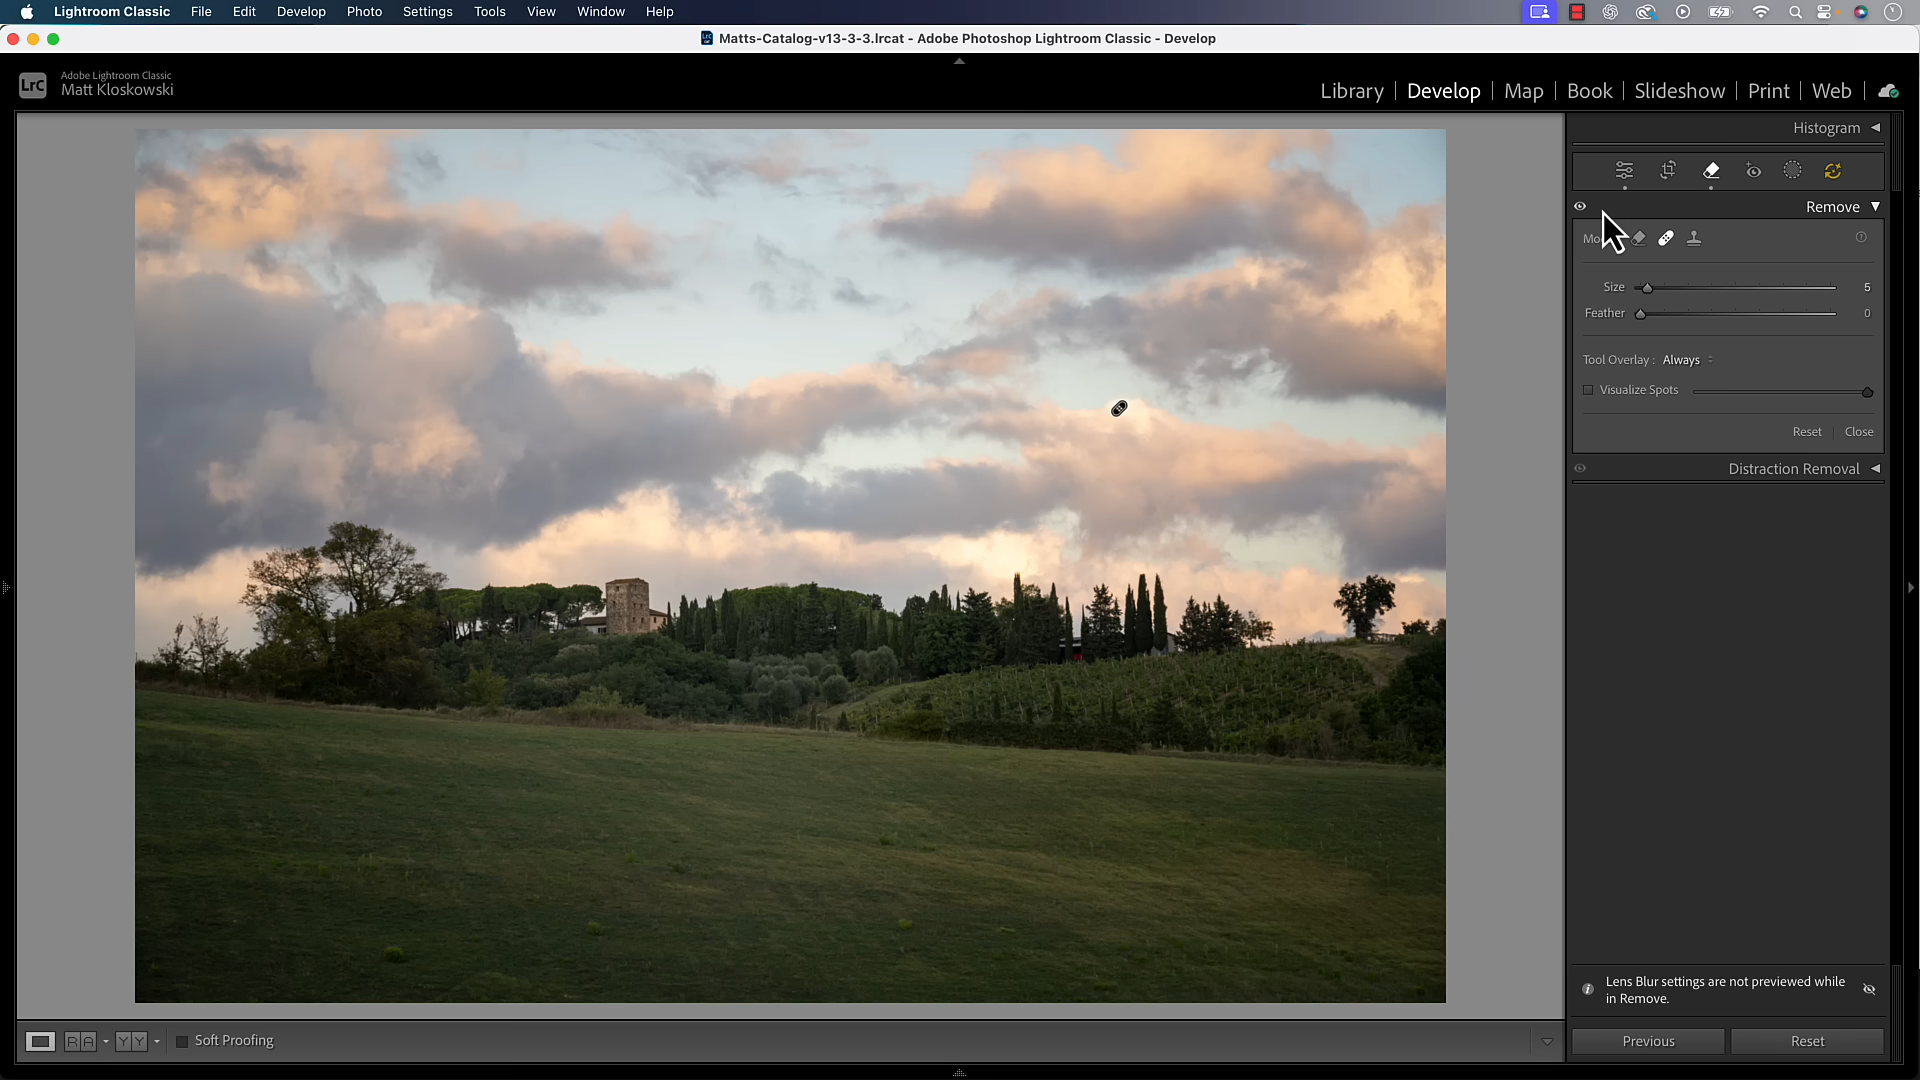 Lightroom Classic File Edit Develop Photo Settings Tools View Window Help
Matts-Catalog-v13-3-3.lrcat - Adobe Photoshop Lightroom Classic - Develop
LrC
Adobe Lightroom Classic
Matt Kloskowski
Library Develop Map Book Slideshow Print Web
Histogram
Remove
Size 5
Feather 0
Tool Overlay : Always
Visualize Spots
Reset Close
Distraction Removal
Lens Blur settings are not previewed while
in Remove.
R A Y Y Soft Proofing
Previous Reset